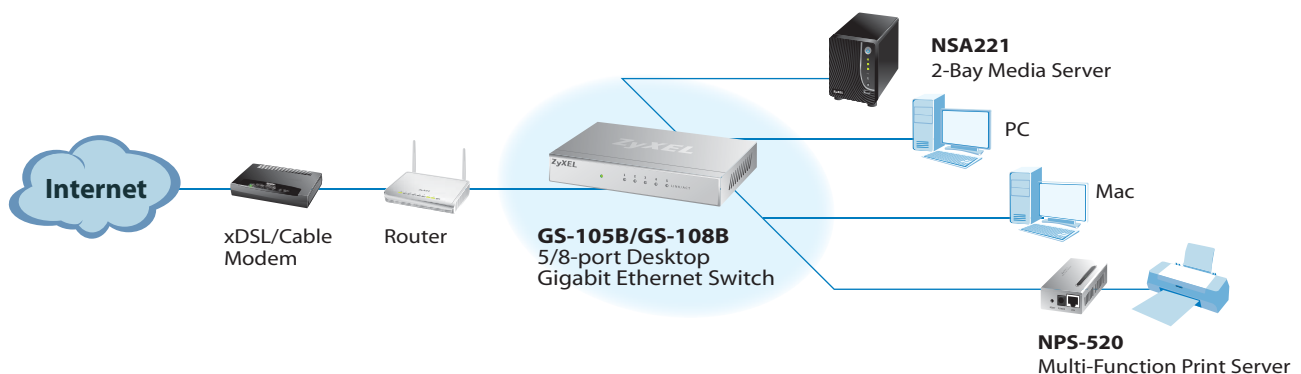 Internet
xDSL/Cable
Modem
Router
ZyXEL
ZyXEL
GS-105B/GS-108B
5/8-port Desktop
Gigabit Ethernet Switch
NSA221
2-Bay Media Server
PC
Mac
NPS-520
Multi-Function Print Server